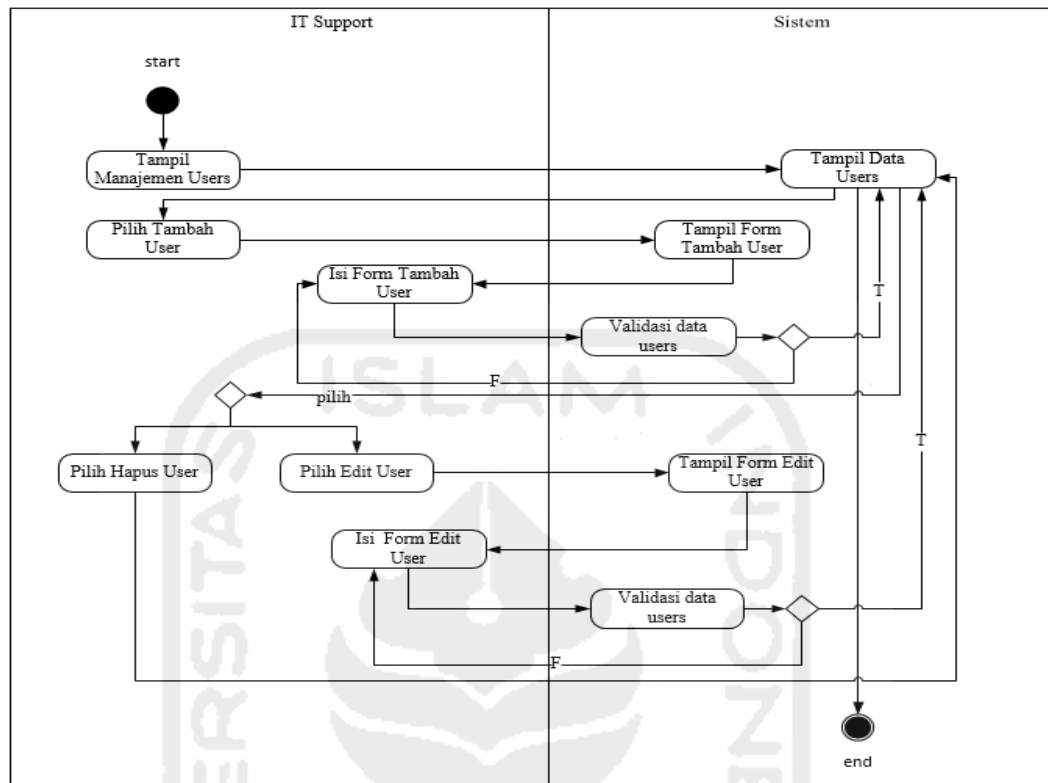 IT Support
Sistem
start
Tampil
Manajemen Users
Tampil Data
Users
Pilih Tambah
User
Tampil Form
Tambah User
Isi Form Tambah
User
T
Validasi data
users
F
ISLAM
pilih
T
Pilih Hapus User
Pilih Edit User
Tampil Form Edit
User
Isi Form Edit
User
Validasi data
users
F
end